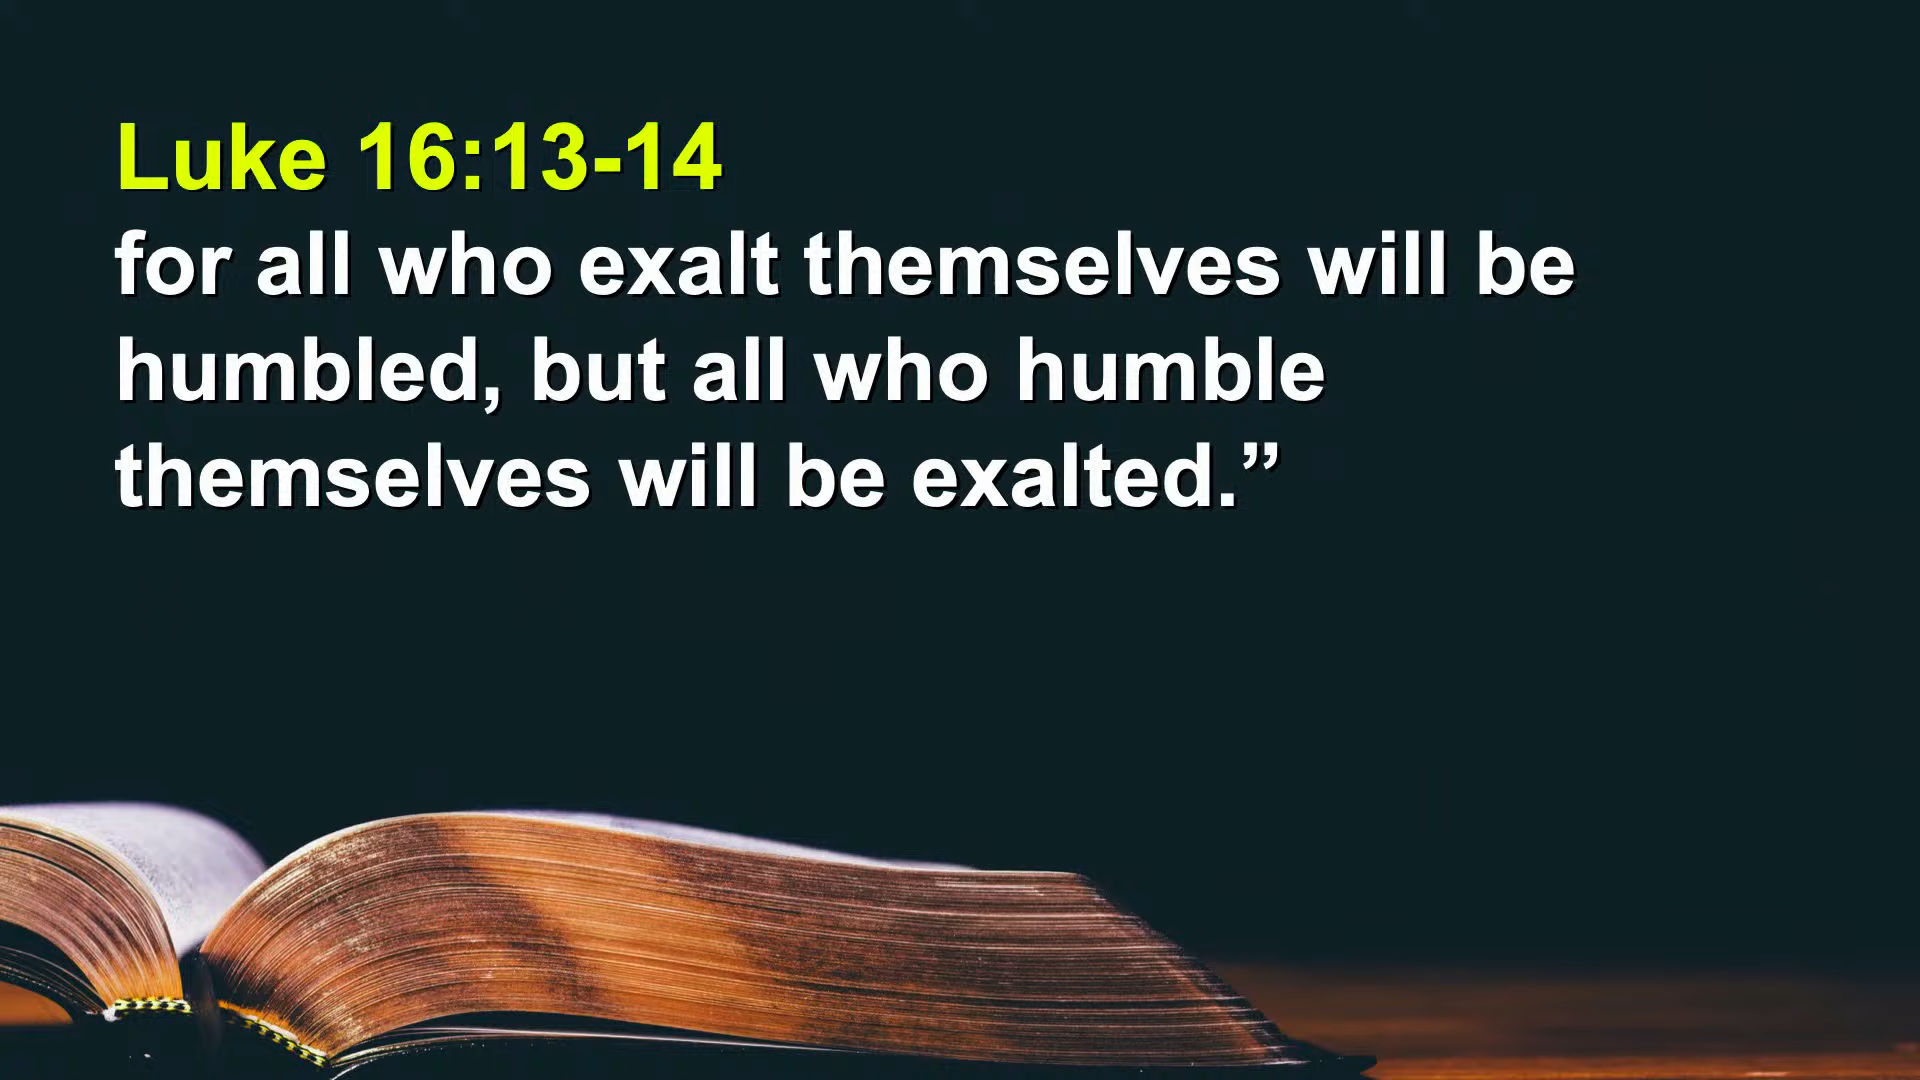 Luke 16:13-14
for all who exalt themselves will be
humbled, but all who humble
themselves will be exalted.”